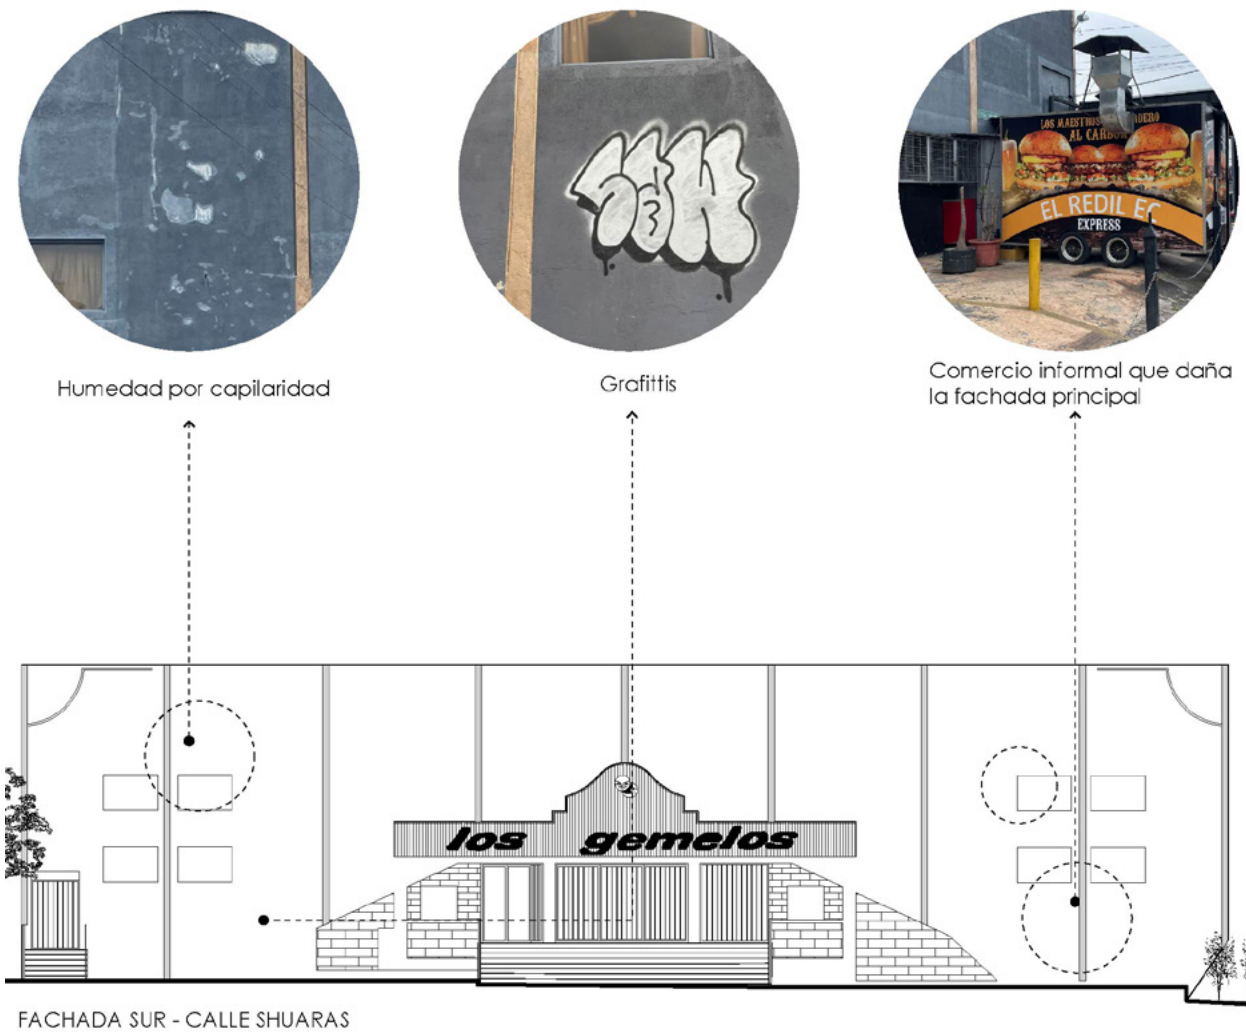 SAW
LOS MAESTROS
AL CARBON
EL REDIL EC
EXPRESS
Humedad por capilaridad
Grafittis
Comercio informal que daña
la fachada principal
los gemelos
FACHADA SUR - CALLE SHUARAS